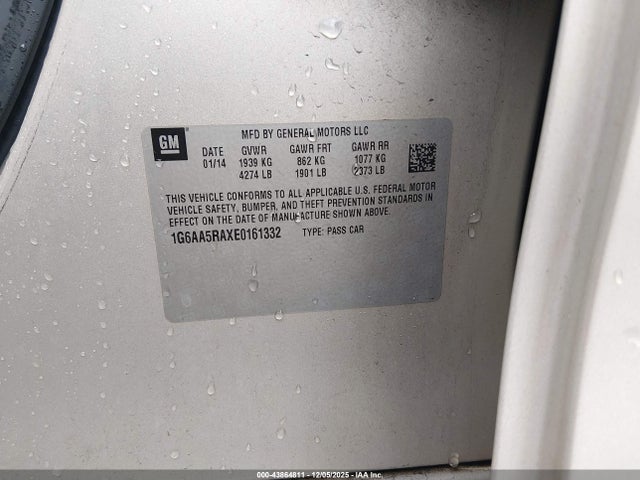 GM
MFD BY GENERAL MOTORS LLC
DATE GVWR GAWR FRT GAWR RR
01/14 1939 KG 862 KG 1077 KG
4274 LB 1901 LB 2373 LB
THIS VEHICLE CONFORMS TO ALL APPLICABLE U.S. FEDERAL MOTOR
VEHICLE SAFETY, BUMPER, AND THEFT PREVENTION STANDARDS IN
EFFECT ON THE DATE OF MANUFACTURE SHOWN ABOVE.
1G6AA5RAXE0161332 TYPE: PASS CAR
000-43864811 - 12/05/2025 - IAA Inc.